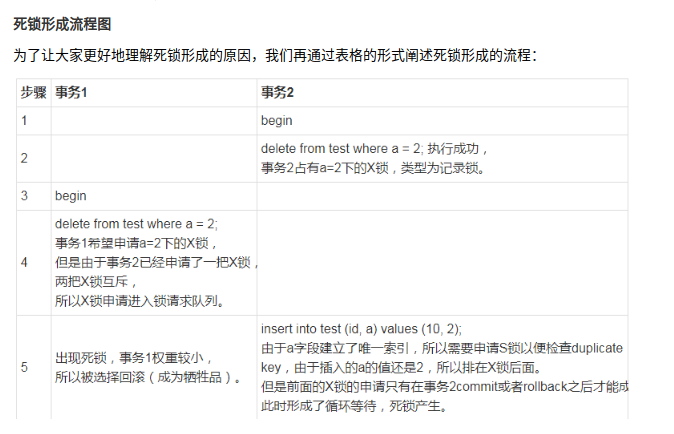 死锁形成流程图
为了让大家更好地理解死锁形成的原因，我们再通过表格的形式阐述死锁形成的流程：
步骤 事务1 事务2
1 begin
2 delete from test where a = 2; 执行成功，
事务2占有a=2下的X锁，类型为记录锁。
3 begin
4 delete from test where a = 2;
事务1希望申请a=2下的X锁，
但是由于事务2已经申请了一把X锁，
两把X锁互斥，
所以X锁申请进入锁请求队列。
5 出现死锁，事务1权重较小，
所以被选择回滚（成为牺牲品）。
insert into test (id, a) values (10, 2);
由于a字段建立了唯一索引，所以需要申请S锁以便检查duplicate
key，由于插入的a的值还是2，所以排在X锁后面。
但是前面的X锁的申请只有在事务2commit或者rollback之后才能成
此时形成了循环等待，死锁产生。